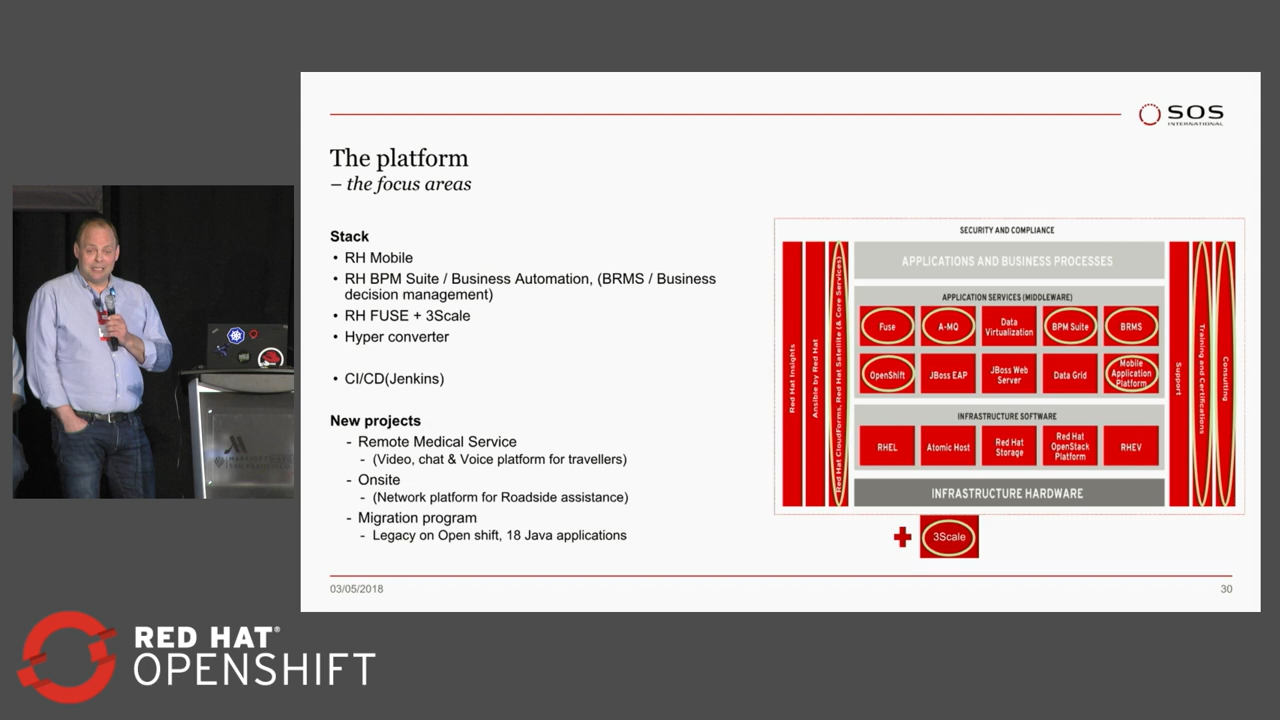 SOS
INTERNATIONAL
The platform
– the focus areas
Stack
• RH Mobile
• RH BPM Suite / Business Automation, (BRMS / Business
decision management)
• RH FUSE + 3Scale
• Hyper converter
• CI/CD(Jenkins)
New projects
- Remote Medical Service
- (Video, chat & Voice platform for travellers)
- Onsite
- (Network platform for Roadside assistance)
- Migration program
- Legacy on Open shift, 18 Java applications
SECURITY AND COMPLIANCE
Red Hat Insights
Ansible by Red Hat
Red Hat CloudForms, Red Hat Satellite (& Core Services)
APPLICATIONS AND BUSINESS PROCESSES
APPLICATION SERVICES (MIDDLEWARE)
Fuse
A-MQ
Data
Virtualization
BPM Suite
BRMS
OpenShift
JBoss EAP
JBoss Web
Server
Data Grid
Mobile
Application
Platform
INFRASTRUCTURE SOFTWARE
RHEL
Atomic Host
Red Hat
Storage
Red Hat
OpenStack
Platform
RHEV
INFRASTRUCTURE HARDWARE
Support
Training and Certifications
Consulting
3Scale
03/05/2018
30
RED HAT®
OPENSHIFT